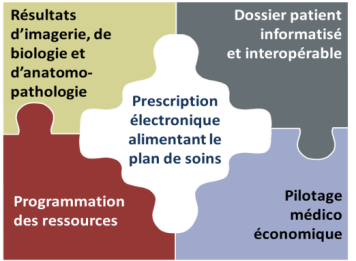 Résultats
d'imagerie, de
biologie et
d'anatomo-
pathologie
Dossier patient
informatisé
et interopérable
Prescription
électronique
alimentant le
plan de soins
Programmation
des ressources
Pilotage
médico
économique